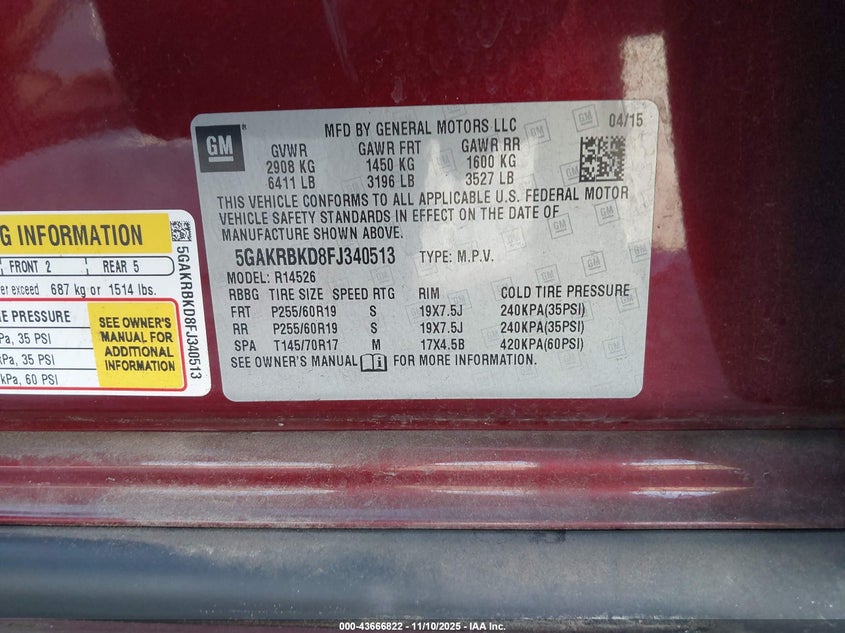 GM
MFD BY GENERAL MOTORS LLC 04/15
GVWR GAWR FRT GAWR RR
2908 KG 1450 KG 1600 KG
6411 LB 3196 LB 3527 LB
THIS VEHICLE CONFORMS TO ALL APPLICABLE U.S. FEDERAL MOTOR
VEHICLE SAFETY STANDARDS IN EFFECT ON THE DATE OF
MANUFACTURE SHOWN ABOVE.
5GAKRBKD8FJ340513 TYPE: M.P.V.
MODEL: R14526
RBBG TIRE SIZE SPEED RTG RIM COLD TIRE PRESSURE
FRT P255/60R19 S 19X7.5J 240KPA(35PSI)
RR P255/60R19 S 19X7.5J 240KPA(35PSI)
SPA T145/70R17 M 17X4.5B 420KPA(60PSI)
SEE OWNER'S MANUAL FOR MORE INFORMATION.
G INFORMATION
FRONT 2 REAR 5
er exceed 687 kg or 1514 lbs.
RE PRESSURE
Pa, 35 PSI
kPa, 35 PSI
kPa, 60 PSI
SEE OWNER'S
MANUAL FOR
ADDITIONAL
INFORMATION
5GAKRBKD8FJ340513
000-43666822 - 11/10/2025 - IAA Inc.